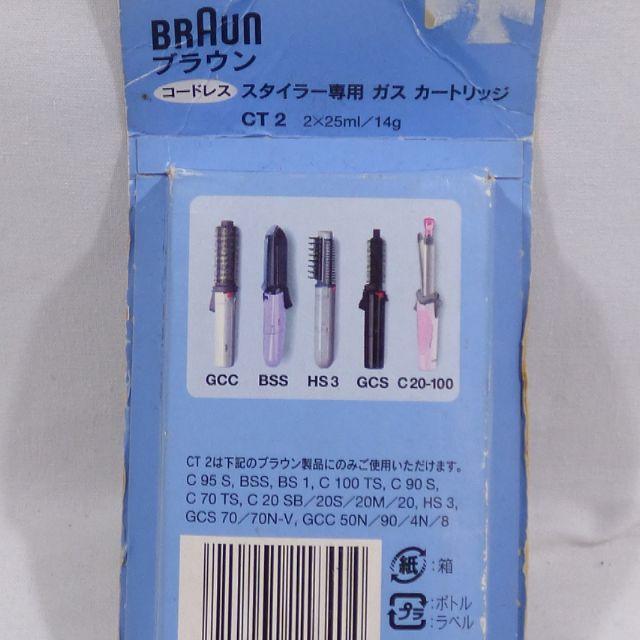 BRAUN
ブラウン
コードレス スタイラー専用 ガス カートリッジ
CT 2 2×25ml/14g
GCC BSS HS 3 GCS C 20-100
CT 2は下記のブラウン製品にのみご使用いただけます。
C 95 S, BSS, BS 1, C 100 TS, C 90 S,
C 70 TS, C 20 SB/20S/20M/20, HS 3,
GCS 70/70N-V, GCC 50N/90/4N/8
紙:箱
プラ:ボトル
:ラベル